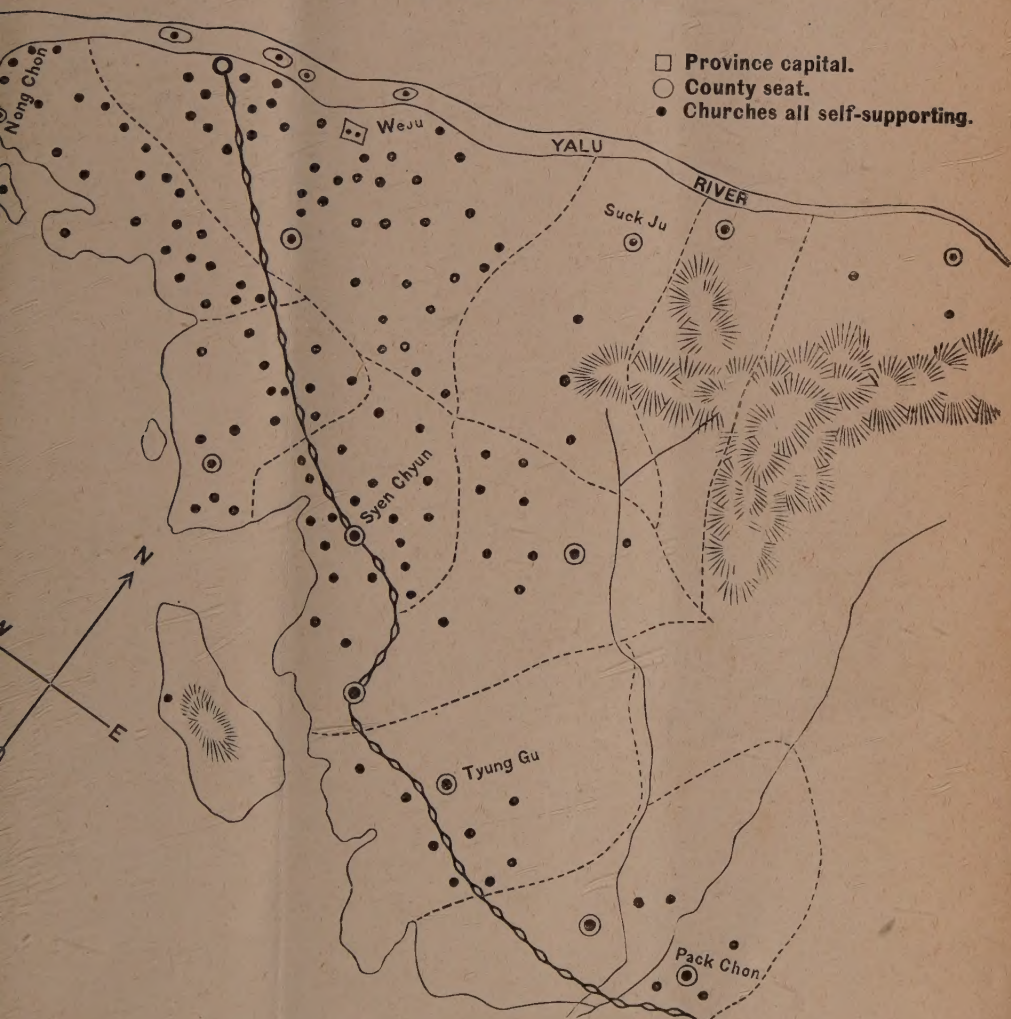 Province capital.
County seat.
Churches all self-supporting.
Nong Chon
Weju
YALU
RIVER
Suck Ju
Syen Chyun
N
E
Tyung Gu
Pack Chon